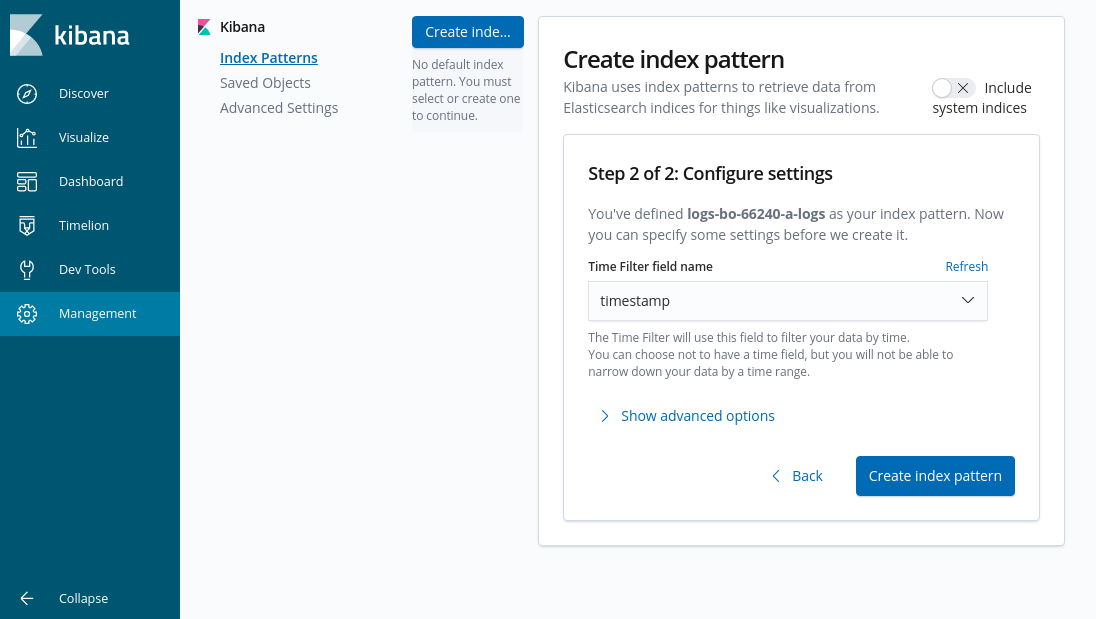 kibana
Discover
Visualize
Dashboard
Timelion
Dev Tools
Management
Collapse
Kibana
Index Patterns
Saved Objects
Advanced Settings
Create inde...
No default index
pattern. You must
select or create one
to continue.
Create index pattern
Kibana uses index patterns to retrieve data from
Elasticsearch indices for things like visualizations.
Include
system indices
Step 2 of 2: Configure settings
You've defined logs-bo-66240-a-logs as your index pattern. Now
you can specify some settings before we create it.
Time Filter field name
Refresh
timestamp
The Time Filter will use this field to filter your data by time.
You can choose not to have a time field, but you will not be able to
narrow down your data by a time range.
Show advanced options
Back
Create index pattern